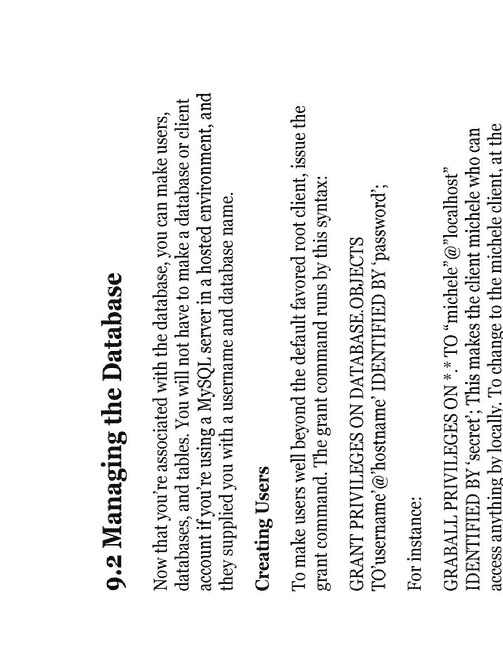 9.2 Managing the Database
Now that you're associated with the database, you can make users,
databases, and tables. You will not have to make a database or client
account if you're using a MySQL server in a hosted environment, and
they supplied you with a username and database name.
Creating Users
To make users well beyond the default favored root client, issue the
grant command. The grant command runs by this syntax:
GRANT PRIVILEGES ON DATABASE.OBJECTS
TO'username'@'hostname' IDENTIFIED BY 'password';
For instance:
GRABALL PRIVILEGES ON *.* TO "michele"@"localhost"
IDENTIFIED BY 'secret'; This makes the client michele who can
access anything by locally. To change to the michele client, at the